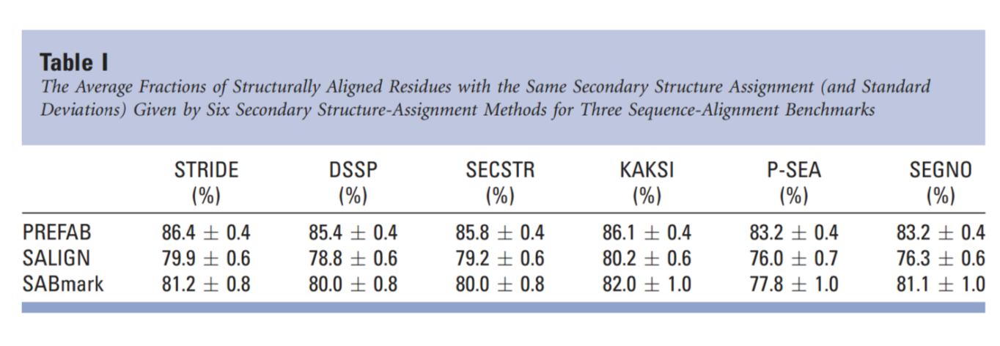 Table I
The Average Fractions of Structurally Aligned Residues with the Same Secondary Structure Assignment (and Standard
Deviations) Given by Six Secondary Structure-Assignment Methods for Three Sequence-Alignment Benchmarks
STRIDE DSSP SECSTR KAKSI P-SEA SEGNO
(%) (%) (%) (%) (%) (%)
PREFAB 86.4 ± 0.4 85.4 ± 0.4 85.8 ± 0.4 86.1 ± 0.4 83.2 ± 0.4 83.2 ± 0.4
SALIGN 79.9 ± 0.6 78.8 ± 0.6 79.2 ± 0.6 80.2 ± 0.6 76.0 ± 0.7 76.3 ± 0.6
SABmark 81.2 ± 0.8 80.0 ± 0.8 80.0 ± 0.8 82.0 ± 1.0 77.8 ± 1.0 81.1 ± 1.0